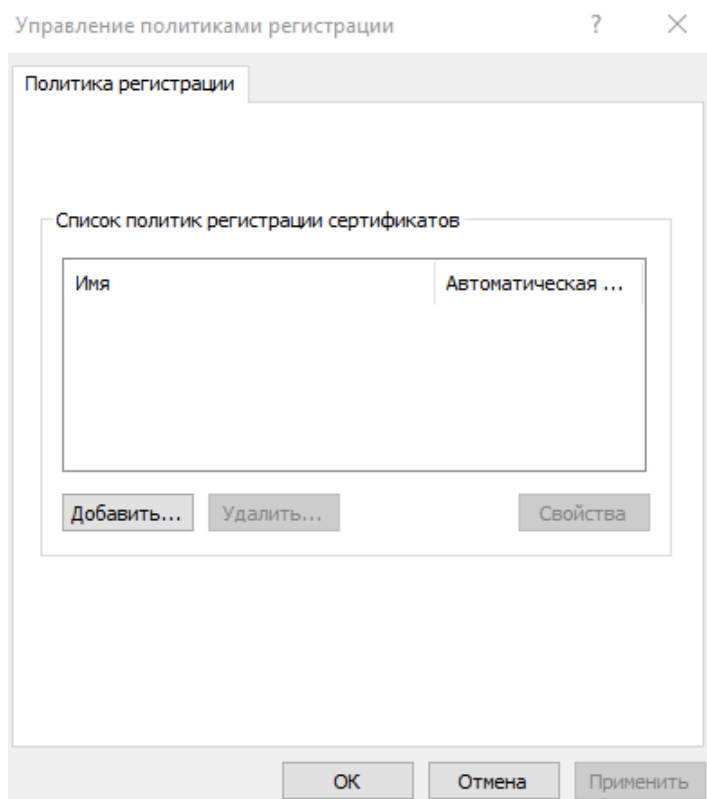 Управление политиками регистрации
Политика регистрации
Список политик регистрации сертификатов
Имя Автоматическая ...
Добавить... Удалить... Свойства
ОК Отмена Применить